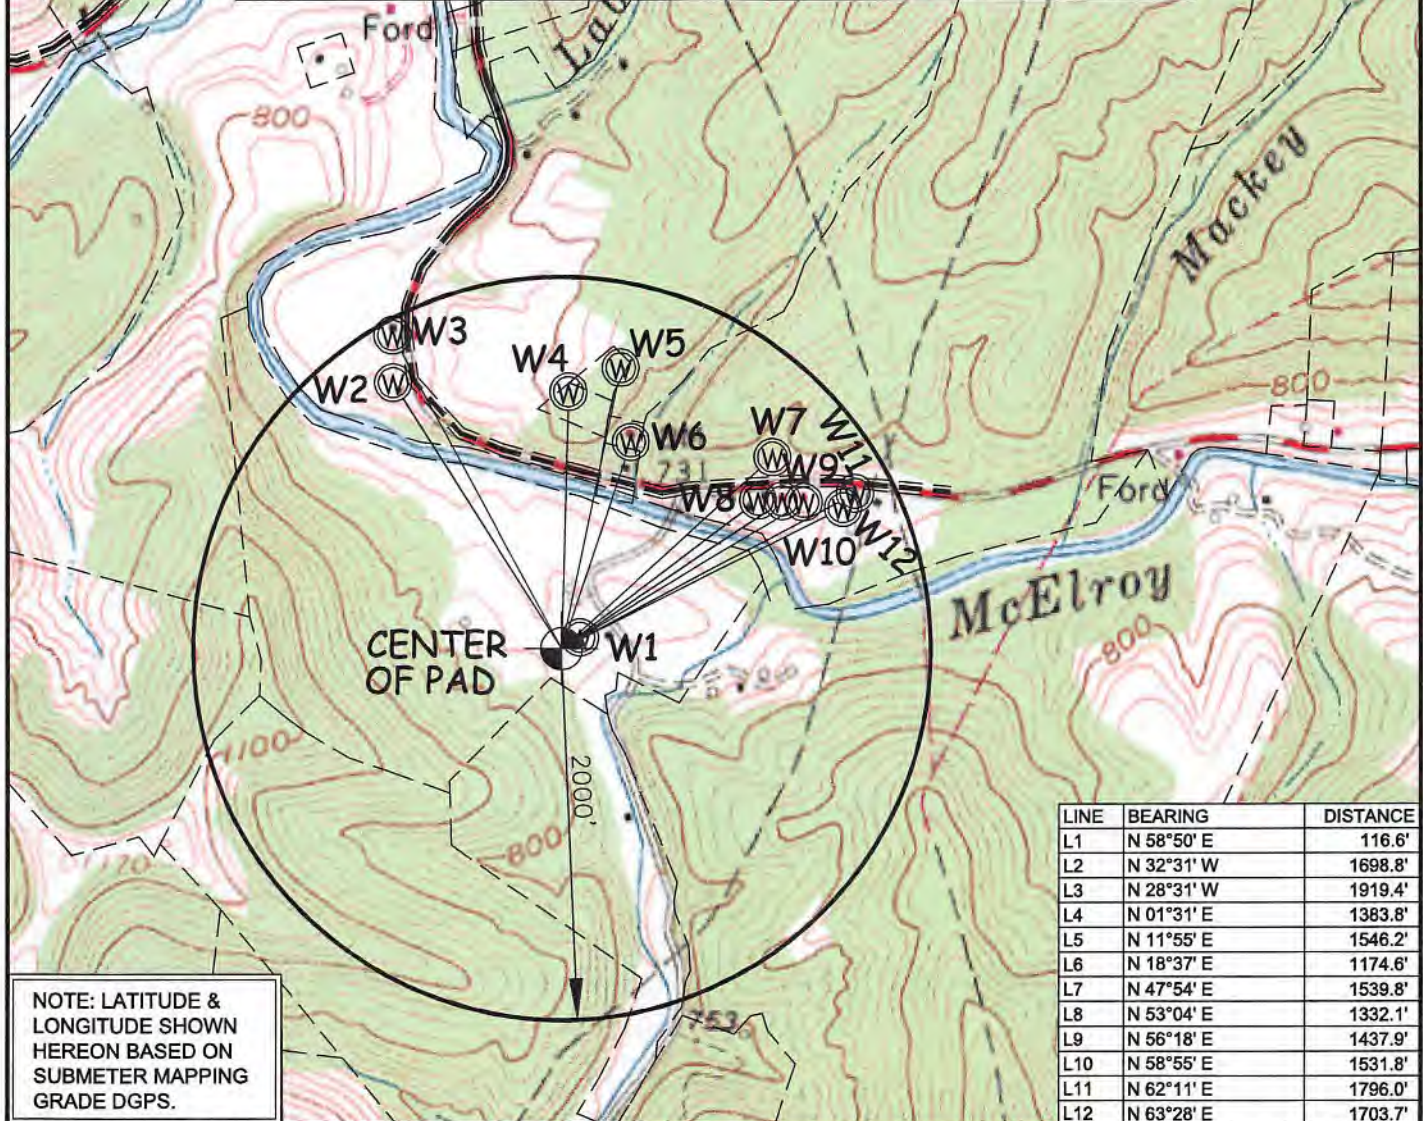 Ford
800
Mackey
W3
W4
W5
W2
W7
W11
W6
731
W9
W8
W10
W12
800
Ford
McElroy
800
CENTER
OF PAD
W1
1100
2000'
800
753
LINE BEARING DISTANCE
L1 N 58°50' E 116.6'
L2 N 32°31' W 1698.8'
L3 N 28°31' W 1919.4'
L4 N 01°31' E 1383.8'
L5 N 11°55' E 1546.2'
L6 N 18°37' E 1174.6'
L7 N 47°54' E 1539.8'
L8 N 53°04' E 1332.1'
L9 N 56°18' E 1437.9'
L10 N 58°55' E 1531.8'
L11 N 62°11' E 1796.0'
L12 N 63°28' E 1703.7'
NOTE: LATITUDE &
LONGITUDE SHOWN
HEREON BASED ON
SUBMETER MAPPING
GRADE DGPS.